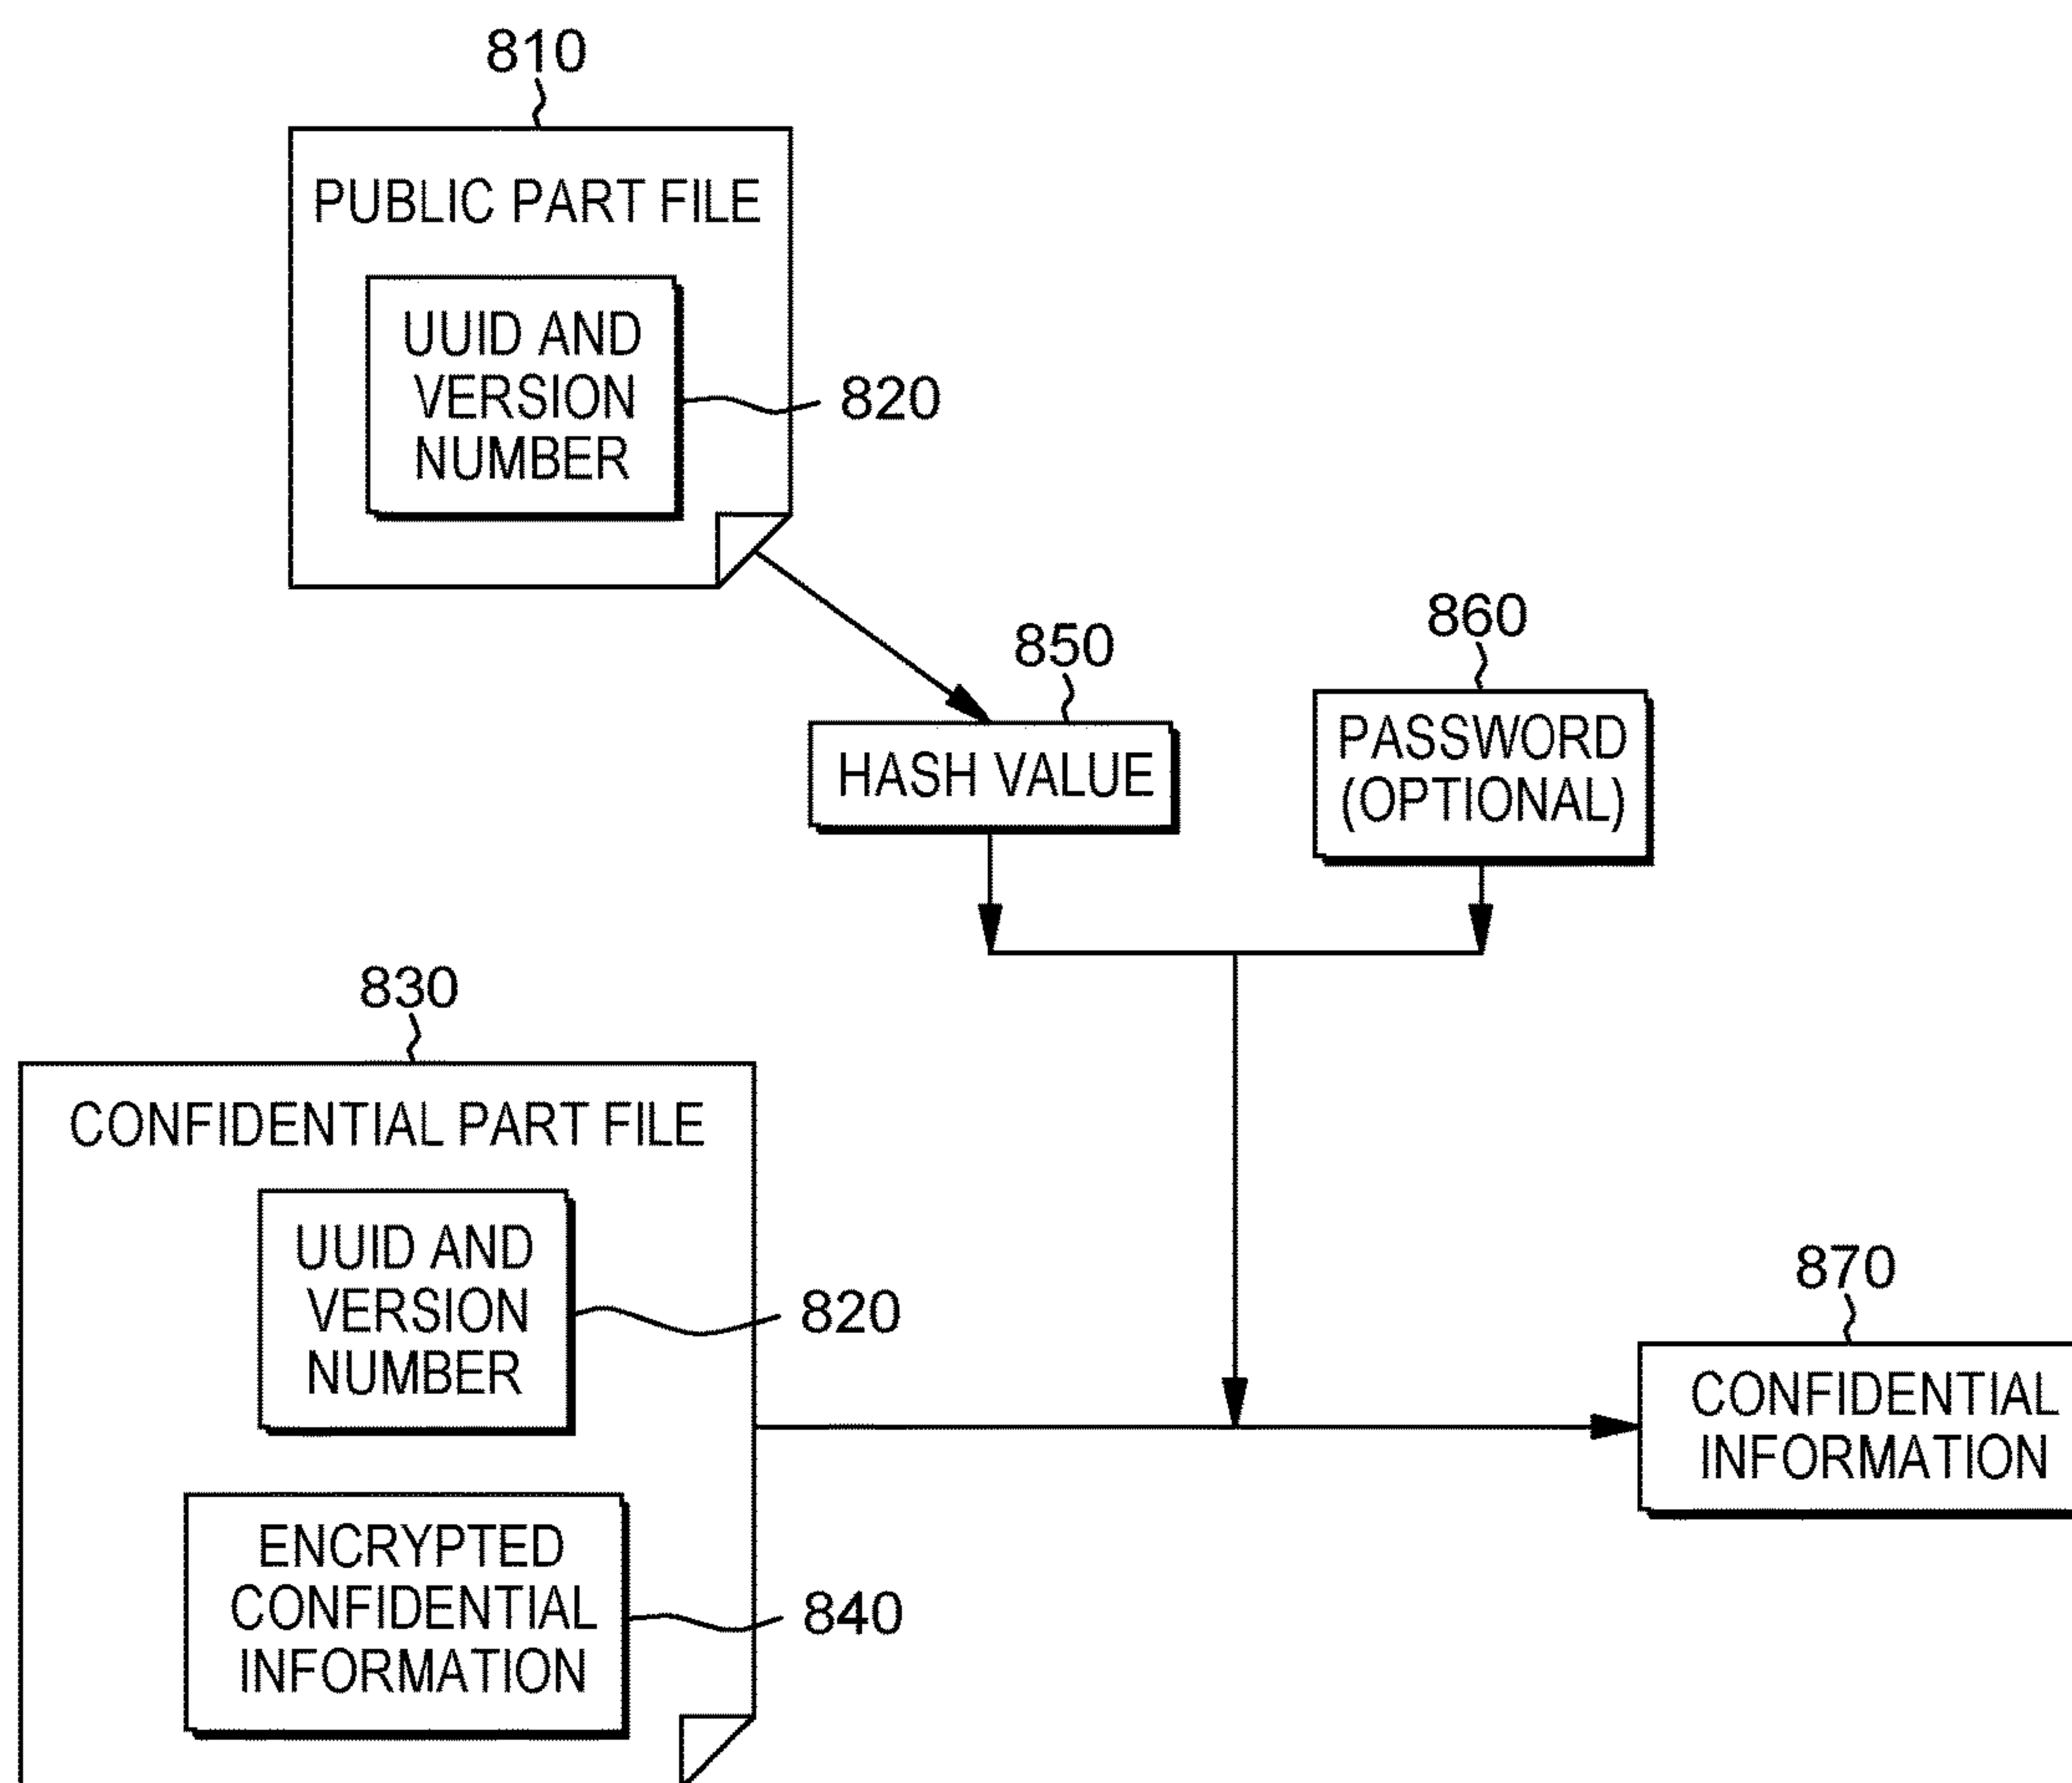 810
PUBLIC PART FILE
UUID AND
VERSION
NUMBER
820
850
HASH VALUE
860
PASSWORD
(OPTIONAL)
830
CONFIDENTIAL PART FILE
UUID AND
VERSION
NUMBER
820
ENCRYPTED
CONFIDENTIAL
INFORMATION
840
870
CONFIDENTIAL
INFORMATION